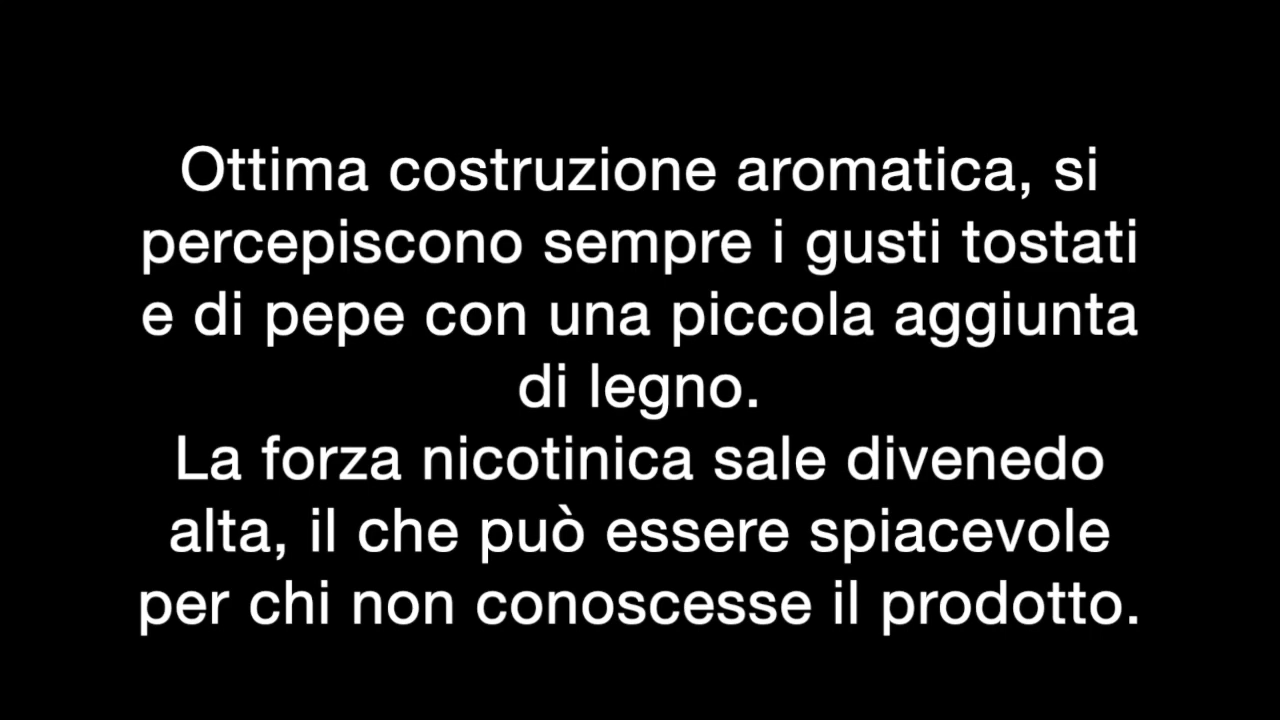 Ottima costruzione aromatica, si
percepiscono sempre i gusti tostati
e di pepe con una piccola aggiunta
di legno.
La forza nicotinica sale divenedo
alta, il che può essere spiacevole
per chi non conoscesse il prodotto.